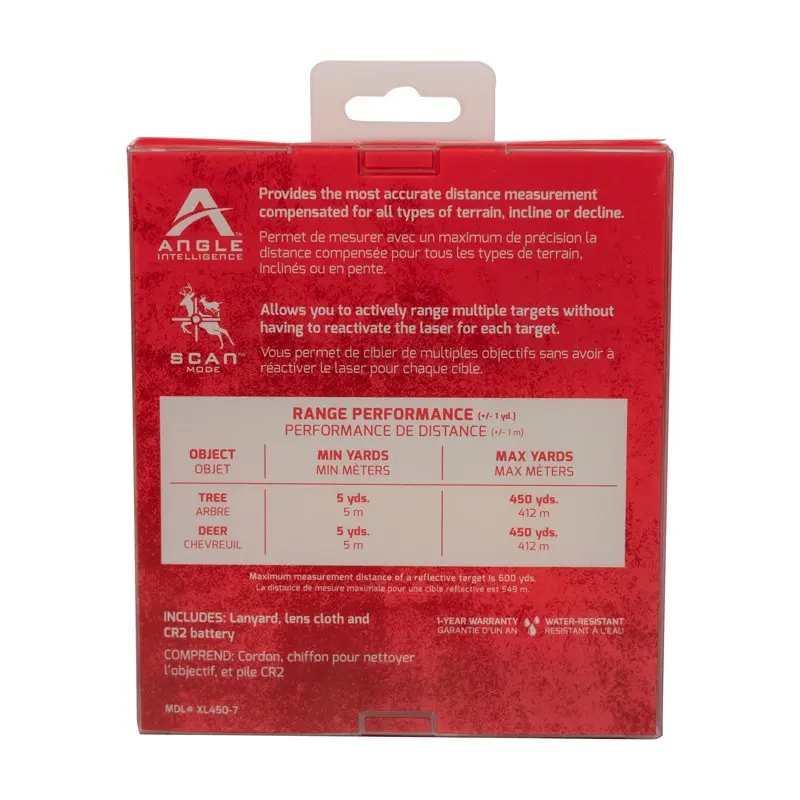 Provides the most accurate distance measurement
compensated for all types of terrain, incline or decline.
Permet de mesurer avec un maximum de précision la
distance compensée pour tous les types de terrain,
inclinés ou en pente.
ANGLE™
INTELLIGENCE
Allows you to actively range multiple targets without
having to reactivate the laser for each target.
Vous permet de cibler de multiples objectifs sans avoir à
réactiver le laser pour chaque cible.
SCAN™
MODE
RANGE PERFORMANCE (+/- 1 yd.)
PERFORMANCE DE DISTANCE (+/- 1 m)
OBJECT MIN YARDS MAX YARDS
OBJET MIN MÈTERS MAX MÈTERS
TREE 5 yds. 450 yds.
ARBRE 5 m 412 m
DEER 5 yds. 450 yds.
CHEVREUIL 5 m 412 m
Maximum measurement distance of a reflective target is 600 yds.
La distance de mesure maximale pour une cible réflective est 549 m.
INCLUDES: Lanyard, lens cloth and
CR2 battery
COMPREND: Cordon, chiffon pour nettoyer
l'objectif, et pile CR2
1-YEAR WARRANTY WATER-RESISTANT
GARANTIE D'UN AN RESISTANT À L'EAU
MDL# XL450-7